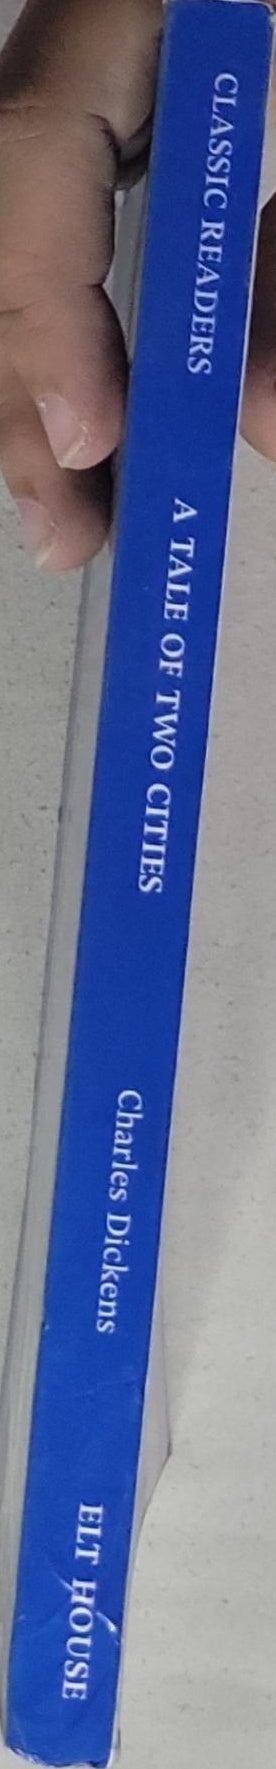 CLASSIC READERS
A TALE OF TWO CITIES
Charles Dickens
ELT HOUSE